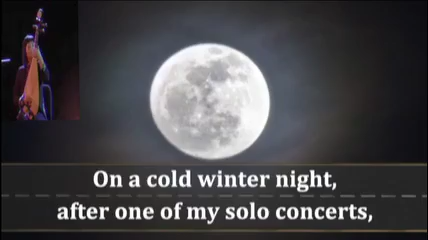 On a cold winter night,
after one of my solo concerts,